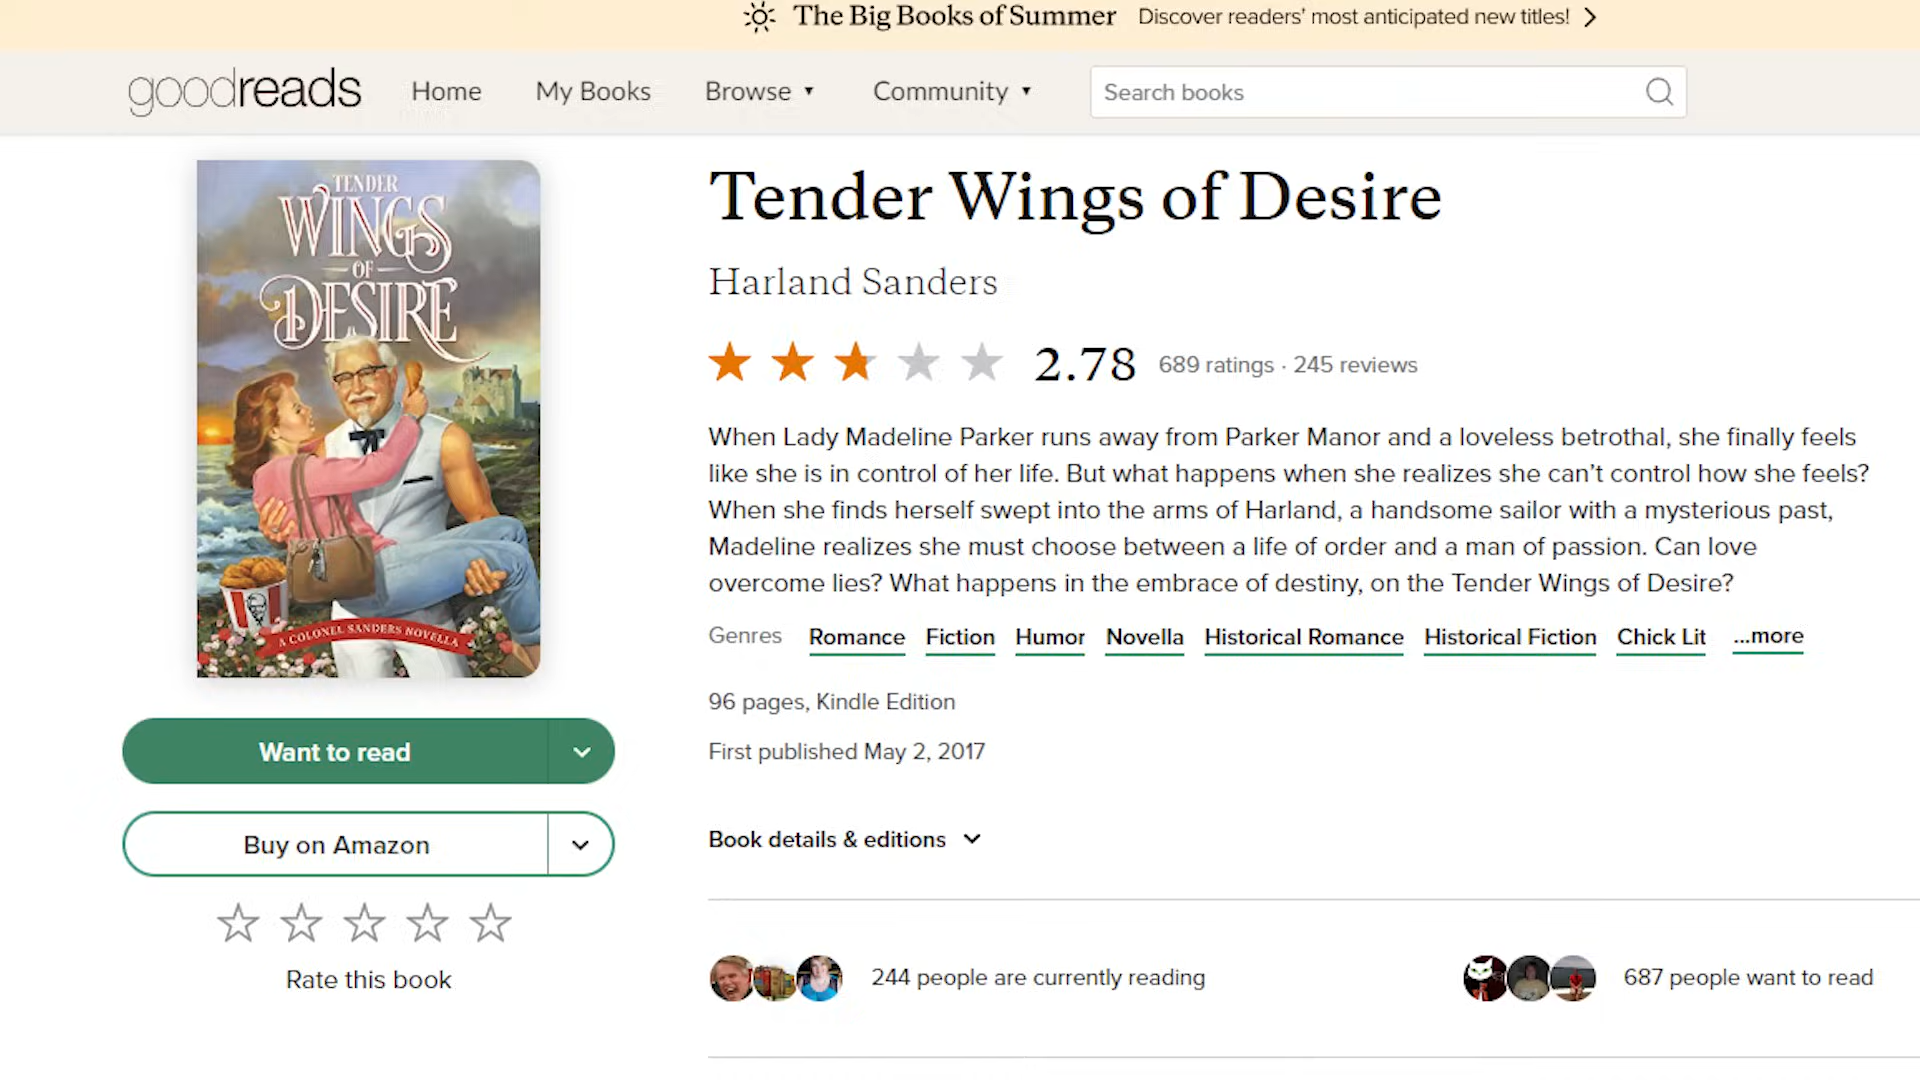 The Big Books of Summer Discover readers' most anticipated new titles!
goodreads Home My Books Browse Community Search books
TENDER
WINGS
OF
DESIRE
A COLONEL SANDERS NOVELLA
Want to read
Buy on Amazon
Rate this book
Tender Wings of Desire
Harland Sanders
2.78 689 ratings · 245 reviews
When Lady Madeline Parker runs away from Parker Manor and a loveless betrothal, she finally feels
like she is in control of her life. But what happens when she realizes she can't control how she feels?
When she finds herself swept into the arms of Harland, a handsome sailor with a mysterious past,
Madeline realizes she must choose between a life of order and a man of passion. Can love
overcome lies? What happens in the embrace of destiny, on the Tender Wings of Desire?
Genres Romance Fiction Humor Novella Historical Romance Historical Fiction Chick Lit ...more
96 pages, Kindle Edition
First published May 2, 2017
Book details & editions
244 people are currently reading
687 people want to read